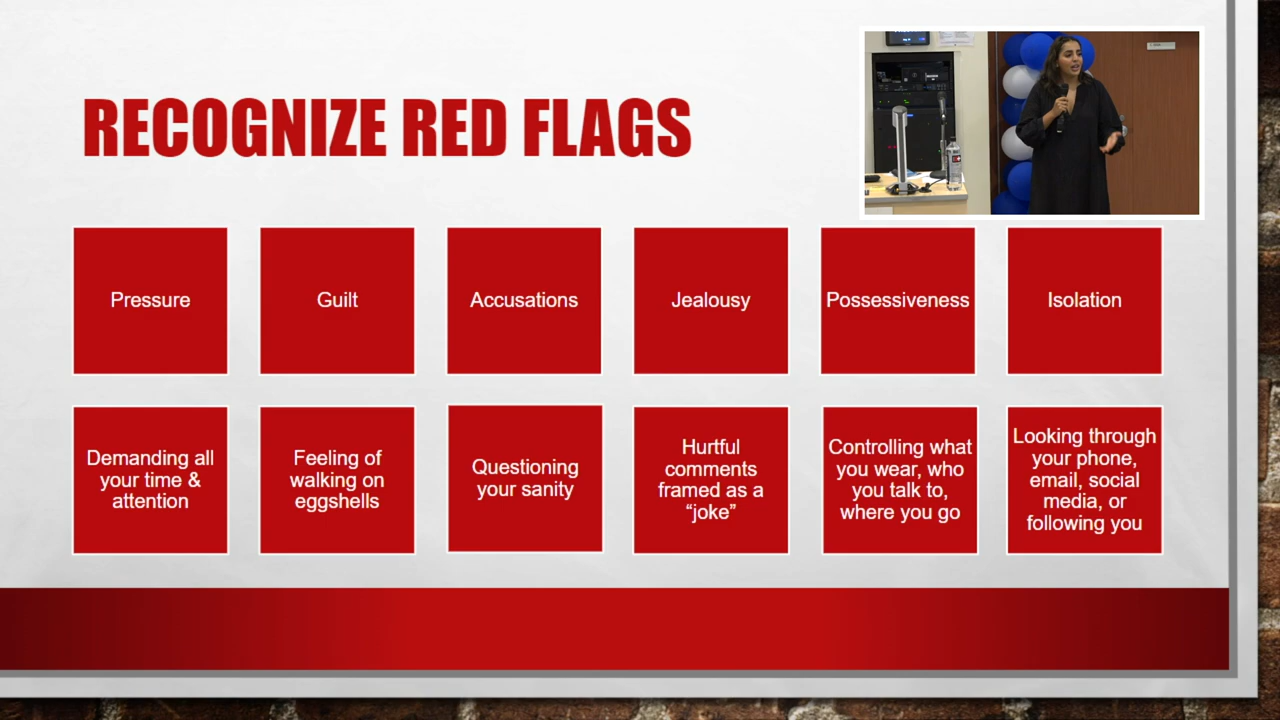 RECOGNIZE RED FLAGS
Pressure
Guilt
Accusations
Jealousy
Possessiveness
Isolation
Demanding all
your time &
attention
Feeling of
walking on
eggshells
Questioning
your sanity
Hurtful
comments
framed as a
“joke”
Controlling what
you wear, who
you talk to,
where you go
Looking through
your phone,
email, social
media, or
following you